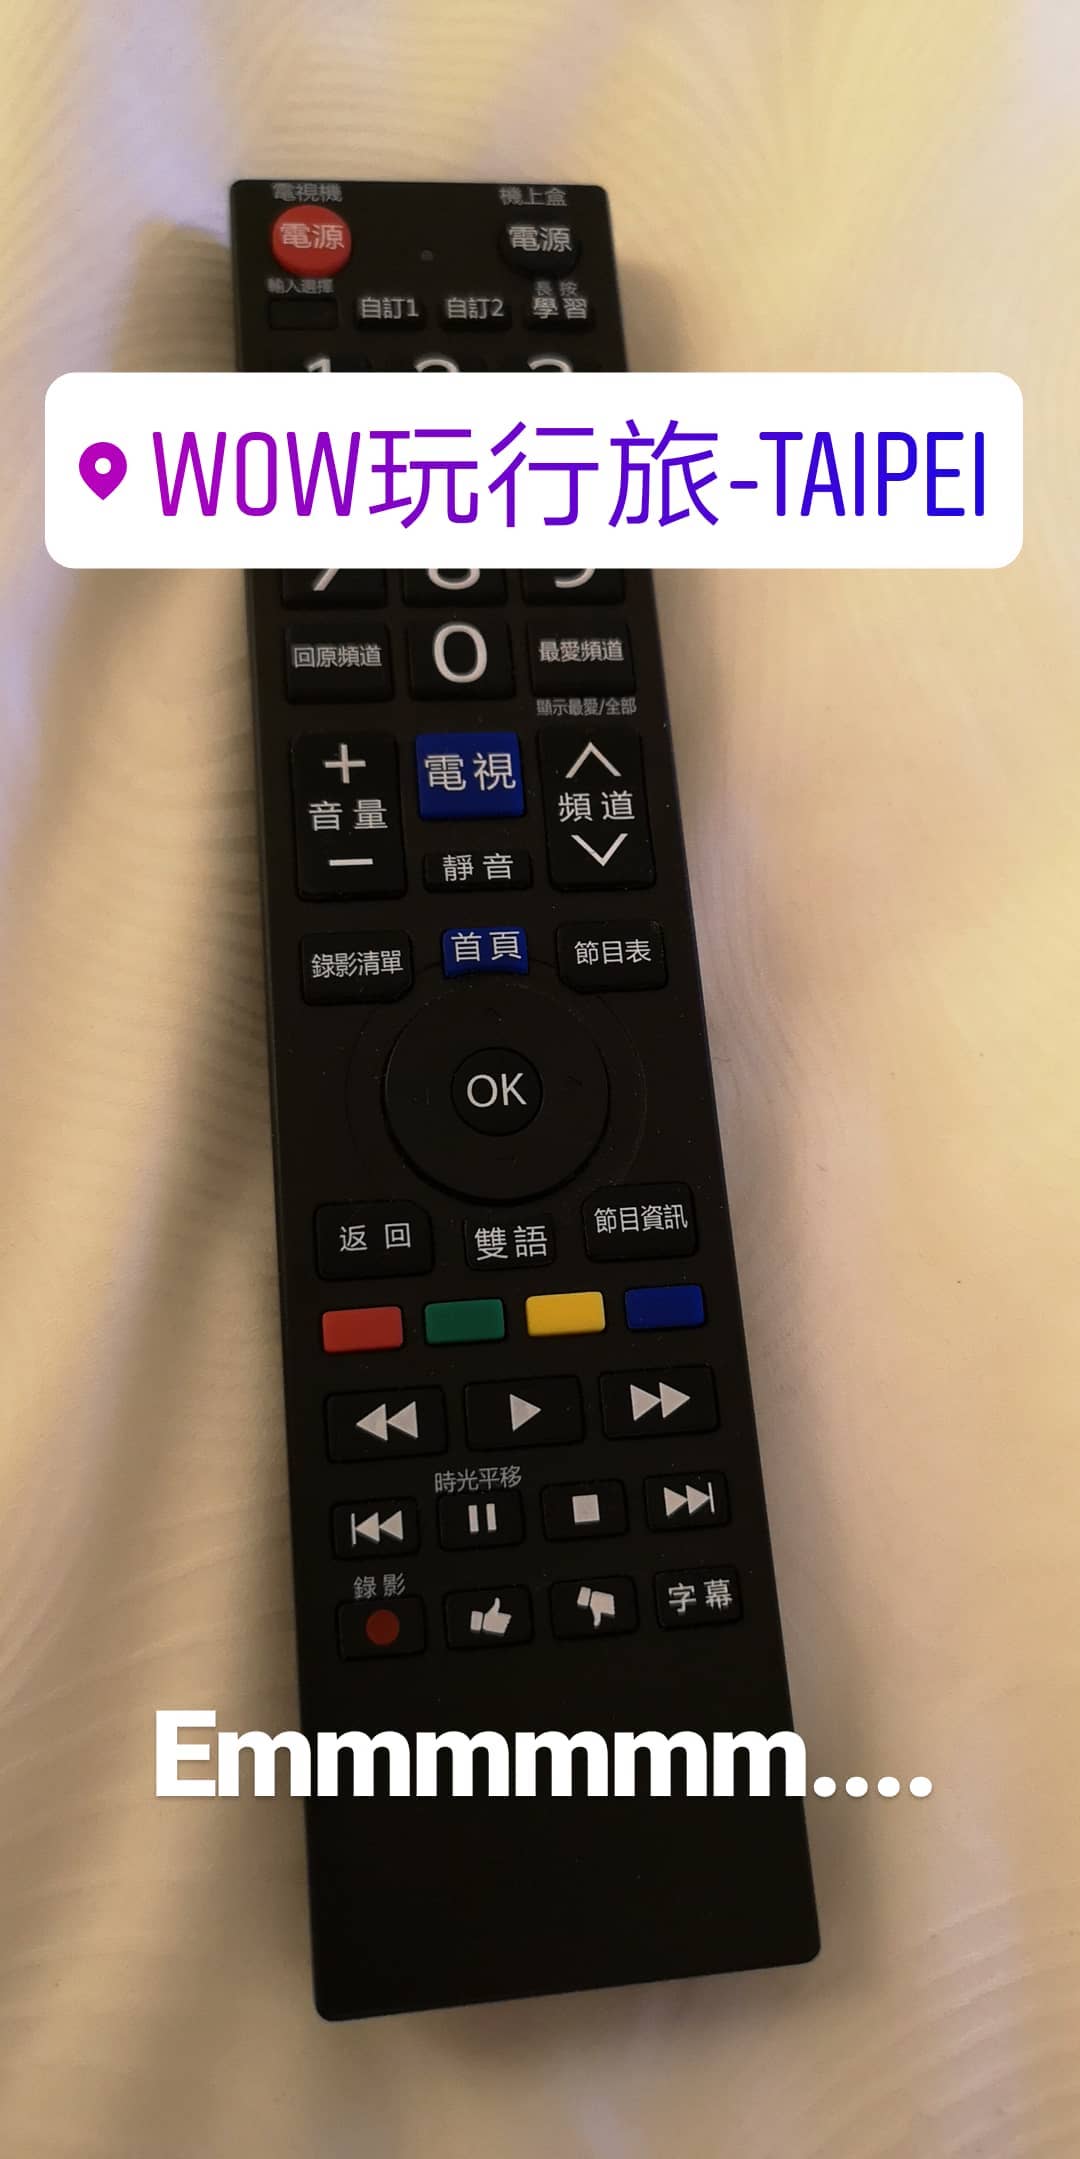 電視機 機上盒
電源 電源
輸入選擇 長按
自訂1 自訂2 學習
WOW玩行旅-TAIPEI
回原頻道 0 最愛頻道
顯示最愛/全部
+ 電視
音量 頻道
- 靜音
錄影清單 首頁 節目表
OK
返回 雙語 節目資訊
時光平移
錄影
字幕
Emmmmmm....